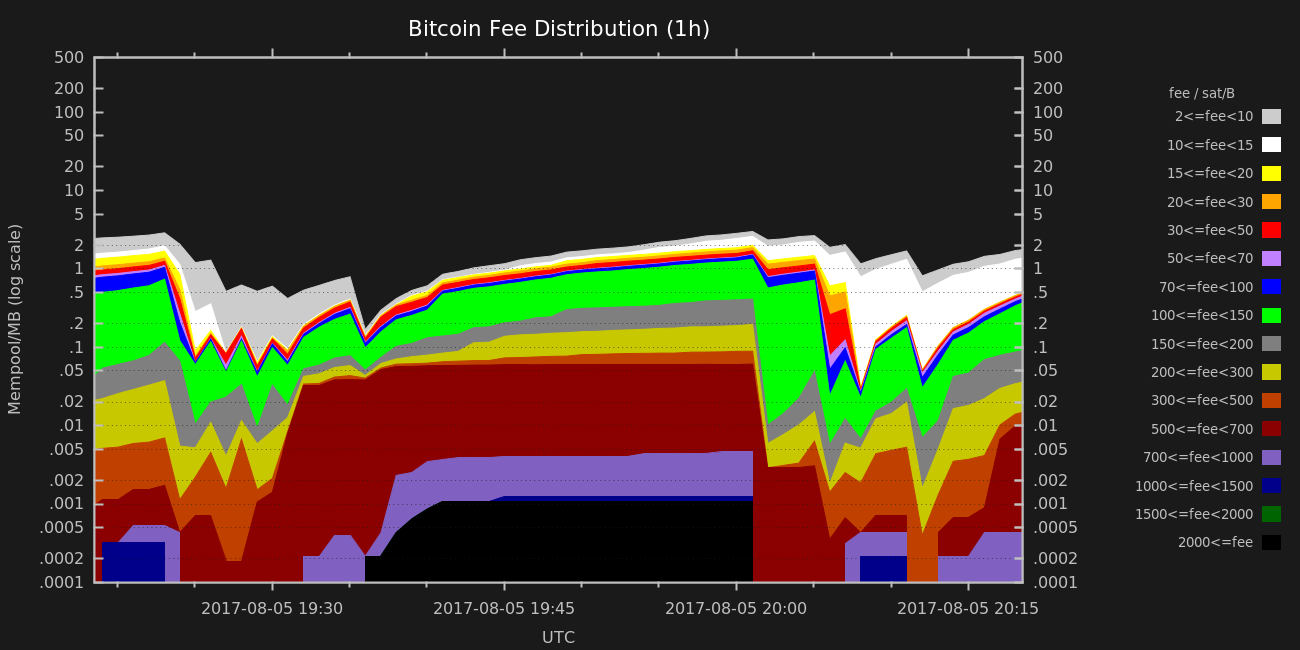 Bitcoin Fee Distribution (1h)
500 500
200 200
100 100
50 50
20 20
10 10
5 5
2 2
1 1
.5 .5
.2 .2
.1 .1
.05 .05
.02 .02
.01 .01
.005 .005
.002 .002
.001 .001
.0005 .0005
.0002 .0002
.0001 .0001
Mempool/MB (log scale)
2017-08-05 19:30 2017-08-05 19:45 2017-08-05 20:00 2017-08-05 20:15
UTC
fee / sat/B
2<=fee<10
10<=fee<15
15<=fee<20
20<=fee<30
30<=fee<50
50<=fee<70
70<=fee<100
100<=fee<150
150<=fee<200
200<=fee<300
300<=fee<500
500<=fee<700
700<=fee<1000
1000<=fee<1500
1500<=fee<2000
2000<=fee